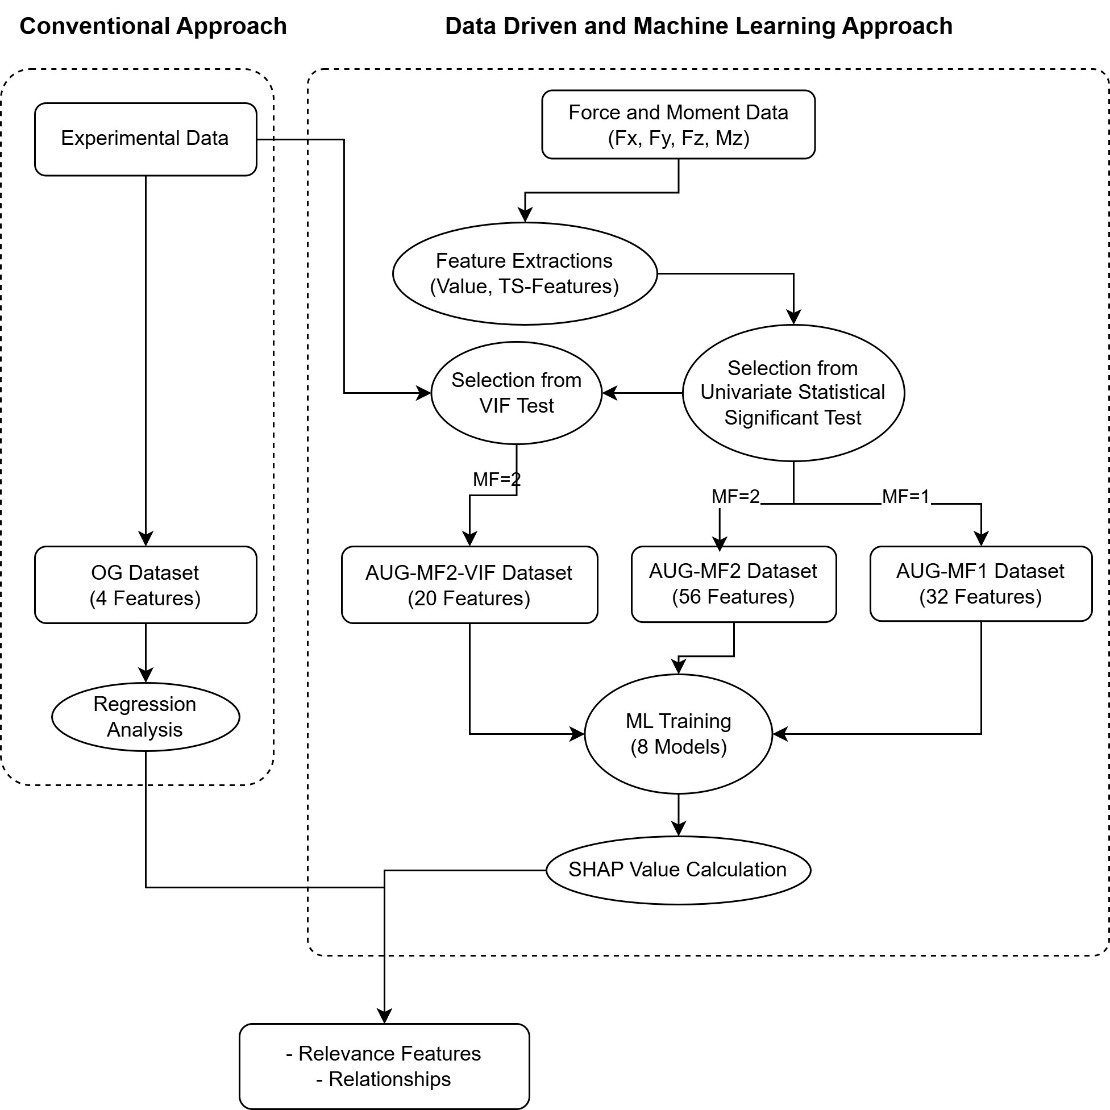 Conventional Approach
Data Driven and Machine Learning Approach
Experimental Data
Force and Moment Data
(Fx, Fy, Fz, Mz)
Feature Extractions
(Value, TS-Features)
Selection from
VIF Test
Selection from
Univariate Statistical
Significant Test
MF=2
MF=2
MF=1
OG Dataset
(4 Features)
AUG-MF2-VIF Dataset
(20 Features)
AUG-MF2 Dataset
(56 Features)
AUG-MF1 Dataset
(32 Features)
Regression
Analysis
ML Training
(8 Models)
SHAP Value Calculation
- Relevance Features
- Relationships